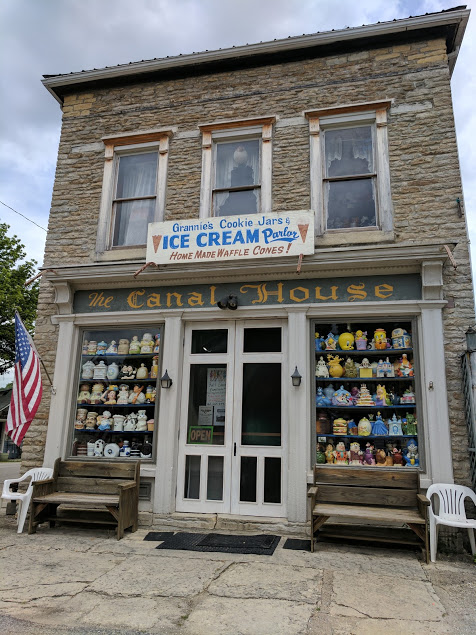 Grannie's Cookie Jars &
ICE CREAM Parlor
HOME MADE WAFFLE CONES!
The Canal House
OPEN